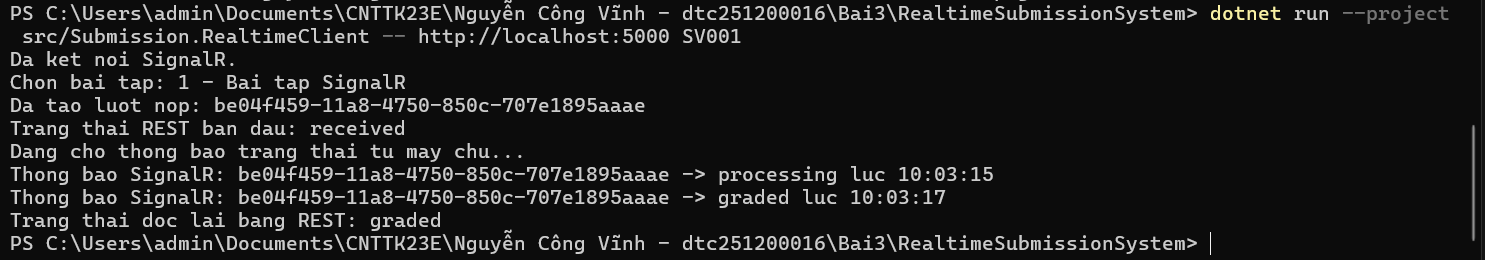 PS C:\Users\admin\Documents\CNTTK23E\Nguyễn Công Vĩnh - dtc251200016\Bai3\RealtimeSubmissionSystem> dotnet run --project
src/Submission.RealtimeClient -- http://localhost:5000 SV001
Da ket noi SignalR.
Chon bai tap: 1 - Bai tap SignalR
Da tao luot nop: be04f459-11a8-4750-850c-707e1895aaae
Trang thai REST ban dau: received
Dang cho thong bao trang thai tu may chu...
Thong bao SignalR: be04f459-11a8-4750-850c-707e1895aaae -> processing luc 10:03:15
Thong bao SignalR: be04f459-11a8-4750-850c-707e1895aaae -> graded luc 10:03:17
Trang thai doc lai bang REST: graded
PS C:\Users\admin\Documents\CNTTK23E\Nguyễn Công Vĩnh - dtc251200016\Bai3\RealtimeSubmissionSystem>